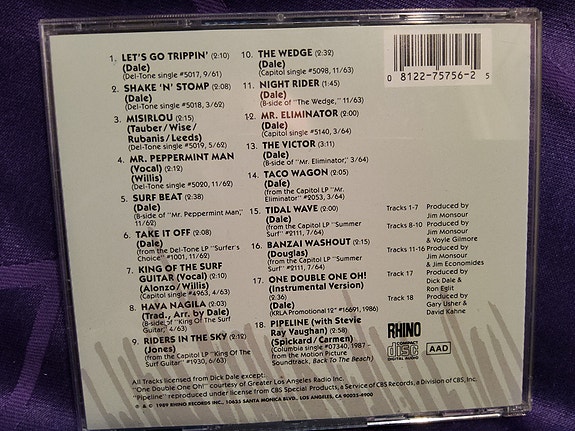 1. LET'S GO TRIPPIN' (2:10)
(Dale)
(Del-Tone single #5017, 9/61)
2. SHAKE 'N' STOMP (2:08)
(Dale)
(Del-Tone single #5018, 3/62)
3. MISIRLOU (2:15)
(Tauber/Wise/
Rubanis/Leeds)
(Del-Tone single #5019, 5/62)
4. MR. PEPPERMINT MAN
(Vocal) (2:12)
(Willis)
(Del-Tone single #5020, 11/62)
5. SURF BEAT (2:38)
(Dale)
(B-side of "Mr. Peppermint Man,"
11/62)
6. TAKE IT OFF (2:08)
(Dale)
(from the Del-Tone LP "Surfer's
Choice" #1001, 11/62)
7. KING OF THE SURF
GUITAR (Vocal) (2:10)
(Alonzo/Willis)
(Capitol single #4963, 4/63)
8. HAVA NAGILA (2:03)
(Trad., Arr. by Dale)
(B-side of "King Of The Surf
Guitar," 4/63)
9. RIDERS IN THE SKY (2:12)
(Jones)
(from the Capitol LP "King Of The
Surf Guitar" #1930, 6/63)
10. THE WEDGE (2:32)
(Dale)
(Capitol single #5098, 11/63)
11. NIGHT RIDER (1:45)
(Dale)
(B-side of "The Wedge," 11/63)
12. MR. ELIMINATOR (2:00)
(Dale)
(Capitol single #5140, 3/64)
13. THE VICTOR (3:11)
(Dale)
(B-side of "Mr. Eliminator," 3/64)
14. TACO WAGON (2:05)
(Dale)
(from the Capitol LP "Mr.
Eliminator" #2053, 3/64)
15. TIDAL WAVE (2:00)
(Dale)
(from the Capitol LP "Summer
Surf" #2111, 7/64)
16. BANZAI WASHOUT (2:15)
(Douglas)
(from the Capitol LP "Summer
Surf" #2111, 7/64)
17. ONE DOUBLE ONE OH!
(Instrumental Version)
(2:36)
(Dale)
(KRLA Promotional 12" #16691, 1986)
18. PIPELINE (with Stevie
Ray Vaughan) (2:58)
(Spickard/Carmen)
(Columbia single #07340, 1987 –
from the Motion Picture
Soundtrack, Back To The Beach)
0 8122-75756-2 5
Tracks 1-7 Produced by
Jim Monsour
Tracks 8-10 Produced by
Jim Monsour
& Voyle Gilmore
Tracks 11-16 Produced by
Jim Monsour
& Jim Economides
Track 17 Produced by
Dick Dale &
Ron Eglit
Track 18 Produced by
Gary Usher &
David Kahne
RHINO
COMPACT
disc
DIGITAL AUDIO
AAD
All Tracks licensed from Dick Dale except:
"One Double One Oh!" courtesy of Greater Los Angeles Radio Inc.
"Pipeline" reproduced under license from CBS Special Products, a Service of CBS Records, a Division of CBS, Inc.
℗ & © 1989 RHINO RECORDS INC., 10635 SANTA MONICA BLVD., LOS ANGELES, CA 90025-4900